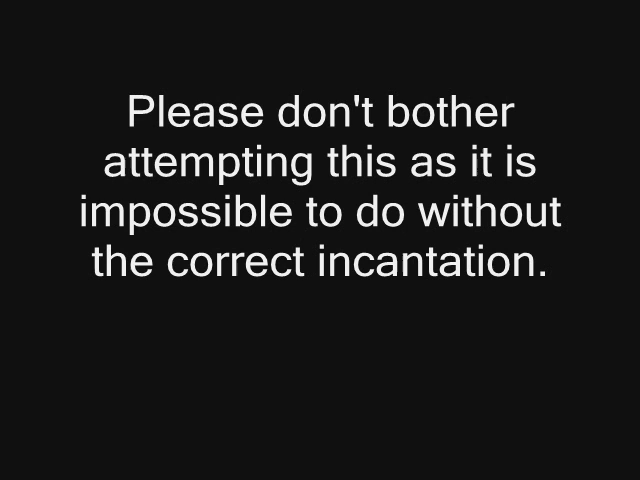 Please don't bother
attempting this as it is
impossible to do without
the correct incantation.